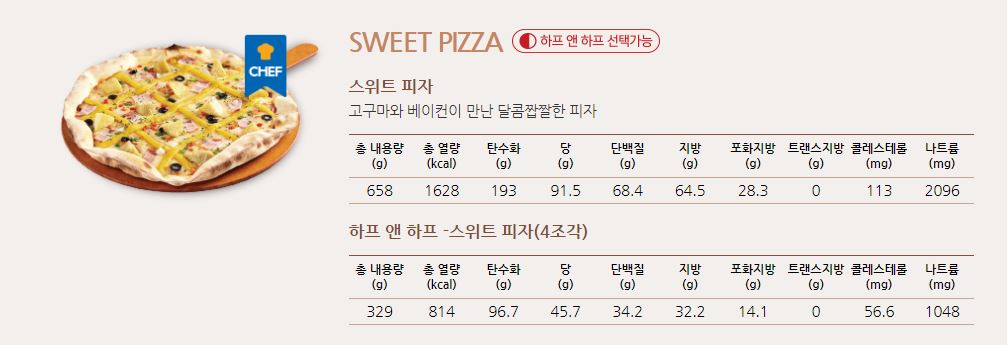 CHEF
SWEET PIZZA 하프 앤 하프 선택가능
스위트 피자
고구마와 베이컨이 만난 달콤짭짤한 피자
총 내용량 총 열량 탄수화 당 단백질 지방 포화지방 트랜스지방 콜레스테롤 나트륨
(g) (kcal) (g) (g) (g) (g) (g) (g) (mg) (mg)
658 1628 193 91.5 68.4 64.5 28.3 0 113 2096
하프 앤 하프 -스위트 피자(4조각)
총 내용량 총 열량 탄수화 당 단백질 지방 포화지방 트랜스지방 콜레스테롤 나트륨
(g) (kcal) (g) (g) (g) (g) (g) (g) (mg) (mg)
329 814 96.7 45.7 34.2 32.2 14.1 0 56.6 1048